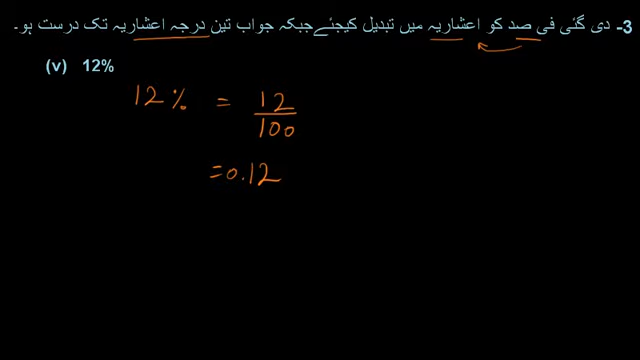 3- دی گئی فی صد کو اعشاریہ میں تبدیل کیجئے جبکہ جواب تین درجہ اعشاریہ تک درست ہو۔
(v) 12%
12% = 12/100
=0.12